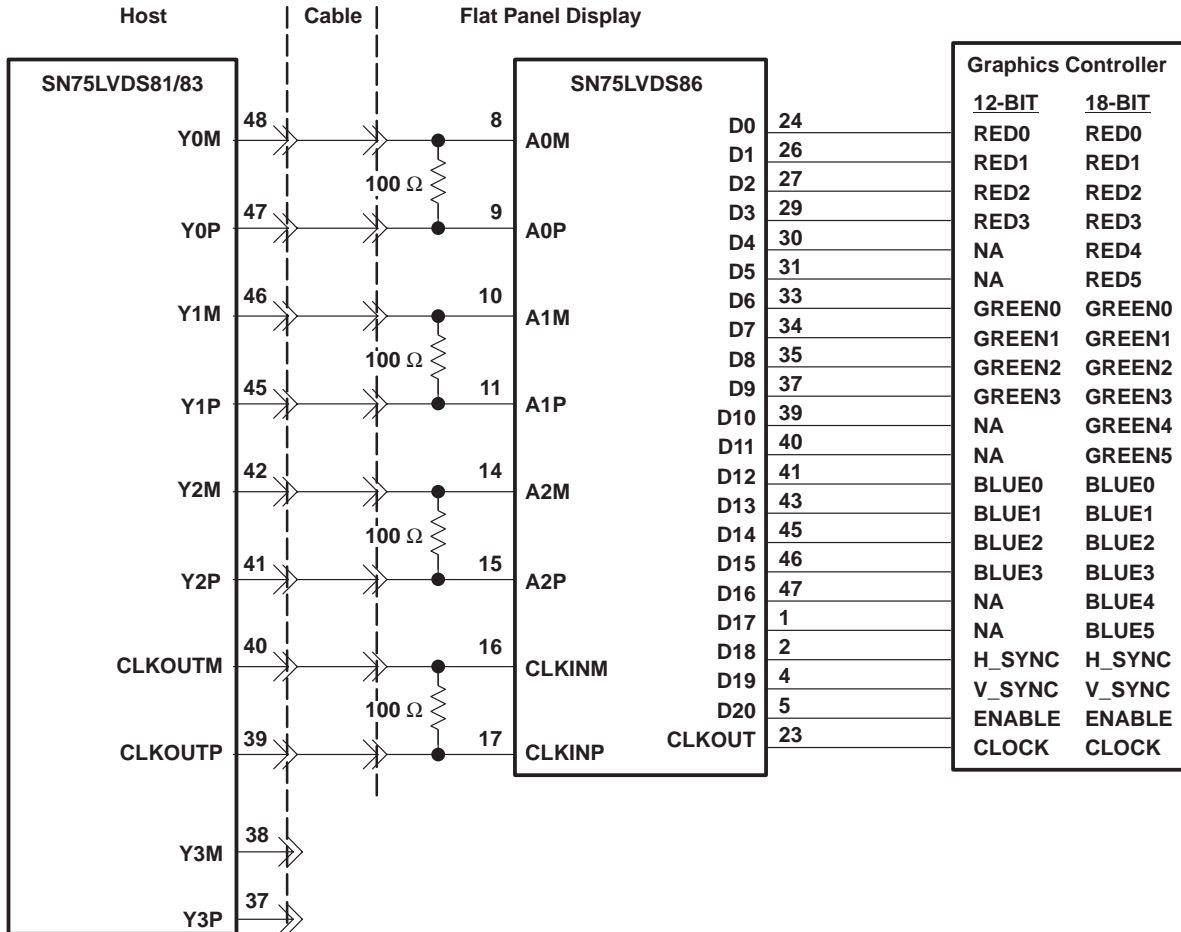 Host Cable Flat Panel Display
SN75LVDS81/83
Y0M 48
Y0P 47
Y1M 46
Y1P 45
Y2M 42
Y2P 41
CLKOUTM 40
CLKOUTP 39
Y3M 38
Y3P 37
100 Ω
100 Ω
100 Ω
100 Ω
SN75LVDS86
8 A0M
9 A0P
10 A1M
11 A1P
14 A2M
15 A2P
16 CLKINM
17 CLKINP
D0 24
D1 26
D2 27
D3 29
D4 30
D5 31
D6 33
D7 34
D8 35
D9 37
D10 39
D11 40
D12 41
D13 43
D14 45
D15 46
D16 47
D17 1
D18 2
D19 4
D20 5
CLKOUT 23
Graphics Controller
12-BIT 18-BIT
RED0 RED0
RED1 RED1
RED2 RED2
RED3 RED3
NA RED4
NA RED5
GREEN0 GREEN0
GREEN1 GREEN1
GREEN2 GREEN2
GREEN3 GREEN3
NA GREEN4
NA GREEN5
BLUE0 BLUE0
BLUE1 BLUE1
BLUE2 BLUE2
BLUE3 BLUE3
NA BLUE4
NA BLUE5
H_SYNC H_SYNC
V_SYNC V_SYNC
ENABLE ENABLE
CLOCK CLOCK